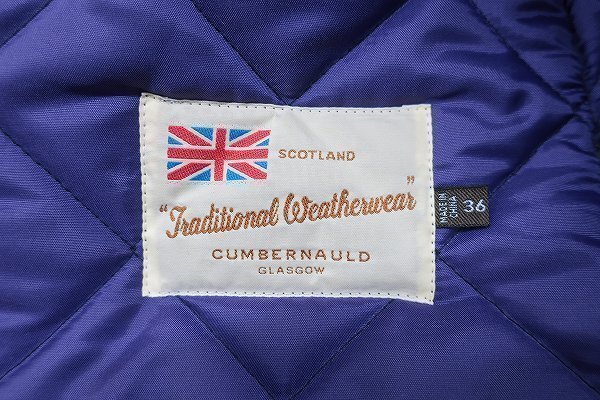 SCOTLAND
"Traditional Weatherwear"
CUMBERNAULD
GLASGOW
MADE IN
CHINA
36